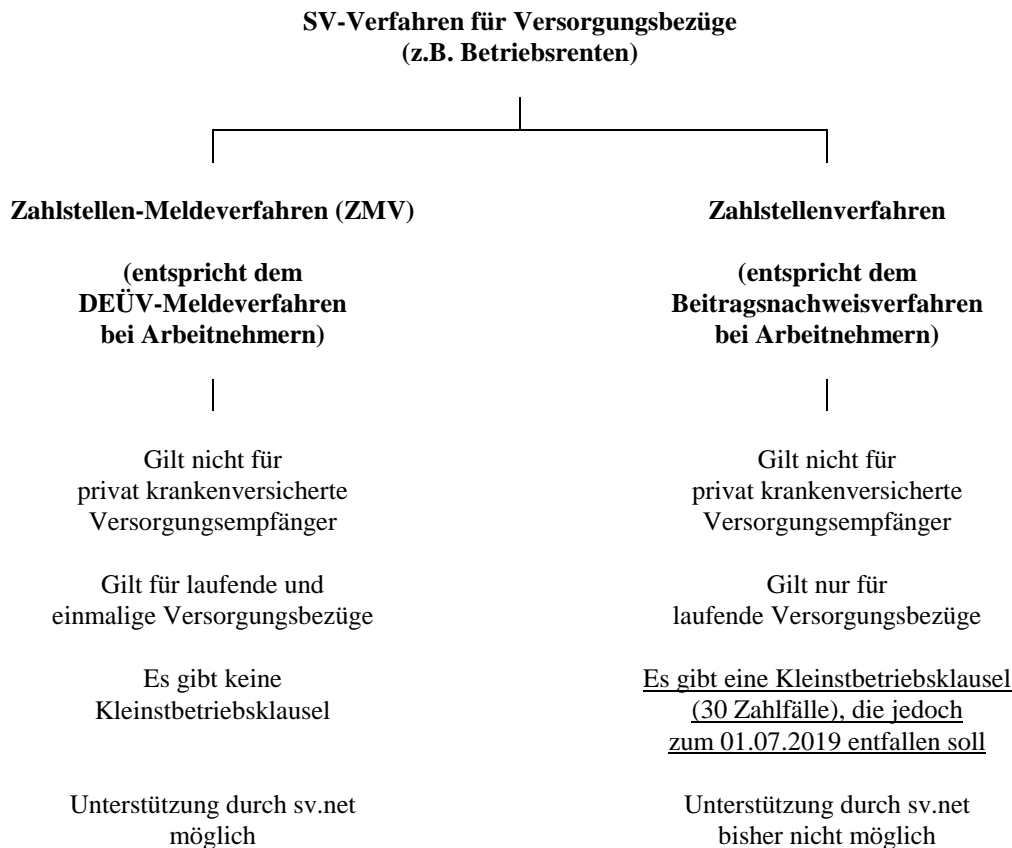 SV-Verfahren für Versorgungsbezüge
(z.B. Betriebsrenten)
Zahlstellen-Meldeverfahren (ZMV)
(entspricht dem
DEÜV-Meldeverfahren
bei Arbeitnehmern)
Gilt nicht für
privat krankenversicherte
Versorgungsempfänger
Gilt für laufende und
einmalige Versorgungsbezüge
Es gibt keine
Kleinstbetriebsklausel
Unterstützung durch sv.net
möglich
Zahlstellenverfahren
(entspricht dem
Beitragsnachweisverfahren
bei Arbeitnehmern)
Gilt nicht für
privat krankenversicherte
Versorgungsempfänger
Gilt nur für
laufende Versorgungsbezüge
Es gibt eine Kleinstbetriebsklausel
(30 Zahlfälle), die jedoch
zum 01.07.2019 entfallen soll
Unterstützung durch sv.net
bisher nicht möglich